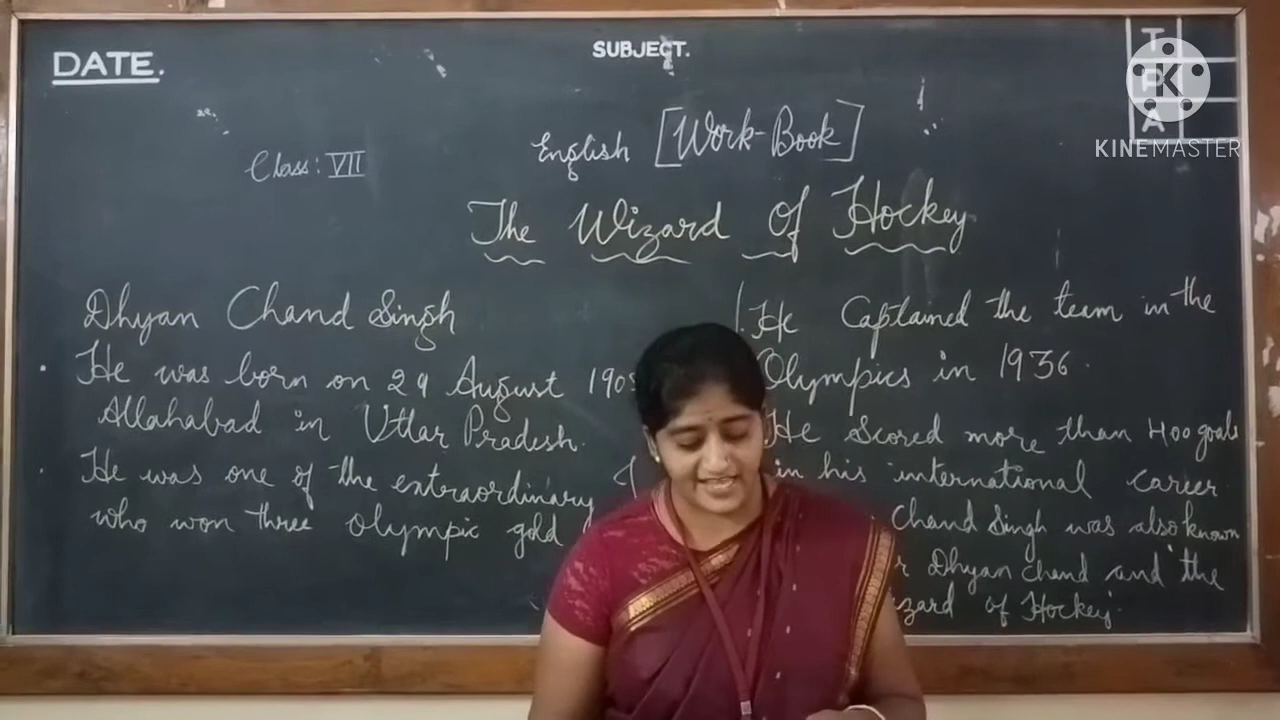 DATE.
SUBJECT.
T
P
A
K
KINEMASTER
Class: VII
English [Work-Book]
The Wizard Of Hockey
Dhyan Chand Singh
He was born on 29 August
Allahabad in Uttar Pradesh.
He was one of the extraordinary
who won three olympic gold
He Captained the team in the
Olympics in 1936.
He Scored more than 400 goals
in his international career
Chand Singh was also known
Dhyan Chand and the
of Hockey.